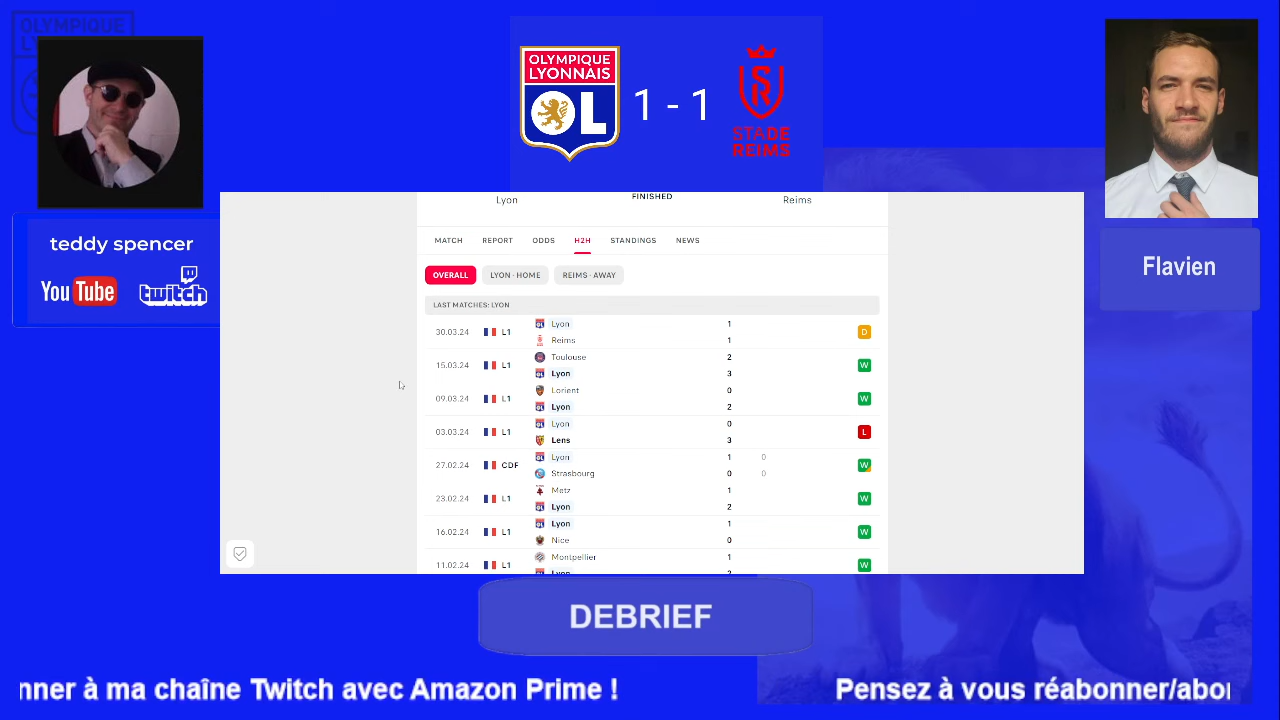 OLYMPIQUE
OLYMPIQUE
LYONNAIS
OL
1 - 1
STADE
REIMS
teddy spencer
YouTube
twitch
Flavien
Lyon
FINISHED
Reims
MATCH REPORT ODDS H2H STANDINGS NEWS
OVERALL LYON - HOME REIMS - AWAY
LAST MATCHES: LYON
30.03.24 L1 Lyon 1 D
Reims 1
15.03.24 L1 Toulouse 2 W
Lyon 3
09.03.24 L1 Lorient 0 W
Lyon 2
03.03.24 L1 Lyon 0 L
Lens 3
27.02.24 CDF Lyon 1 0 W
Strasbourg 0 0
23.02.24 L1 Metz 1 W
Lyon 2
16.02.24 L1 Lyon 1 W
Nice 0
11.02.24 L1 Montpellier 1 W
Lyon 2
DEBRIEF
nner à ma chaîne Twitch avec Amazon Prime ! Pensez à vous réabonner/abo